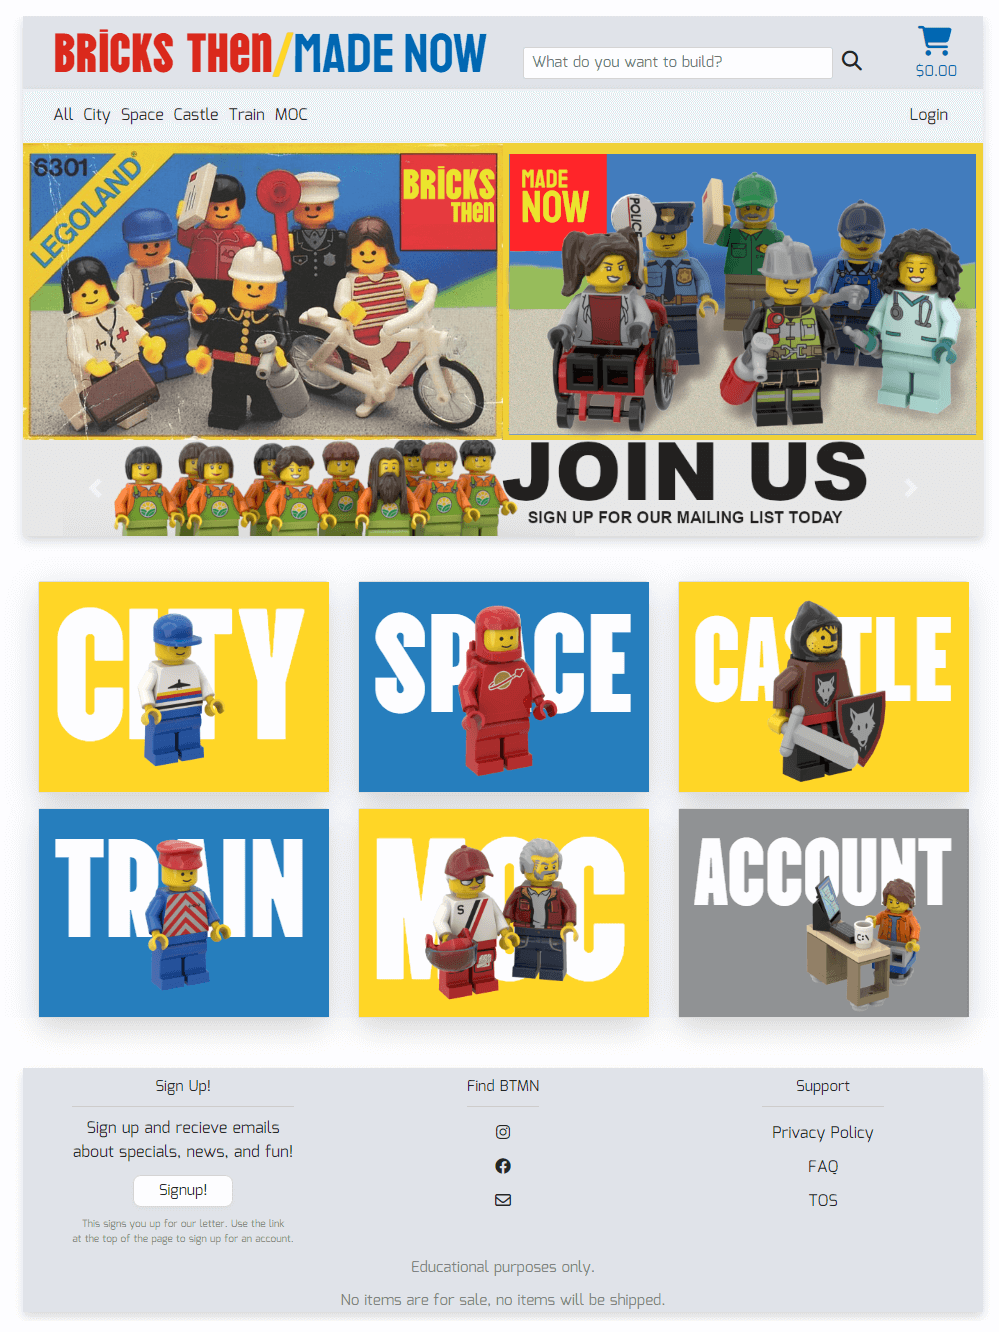 BRICKS THEN/MADE NOW
What do you want to build?
$0.00
All City Space Castle Train MOC
Login
6301
LEGOLAND®
BRICKS
THEN
MADE
NOW
POLICE
JOIN US
SIGN UP FOR OUR MAILING LIST TODAY
CITY
SPACE
CASTLE
TRAIN
MOC
S
ACCOUNT
C:\
Sign Up!
Sign up and recieve emails
about specials, news, and fun!
Signup!
This signs you up for our letter. Use the link
at the top of the page to sign up for an account.
Find BTMN
Support
Privacy Policy
FAQ
TOS
Educational purposes only.
No items are for sale, no items will be shipped.